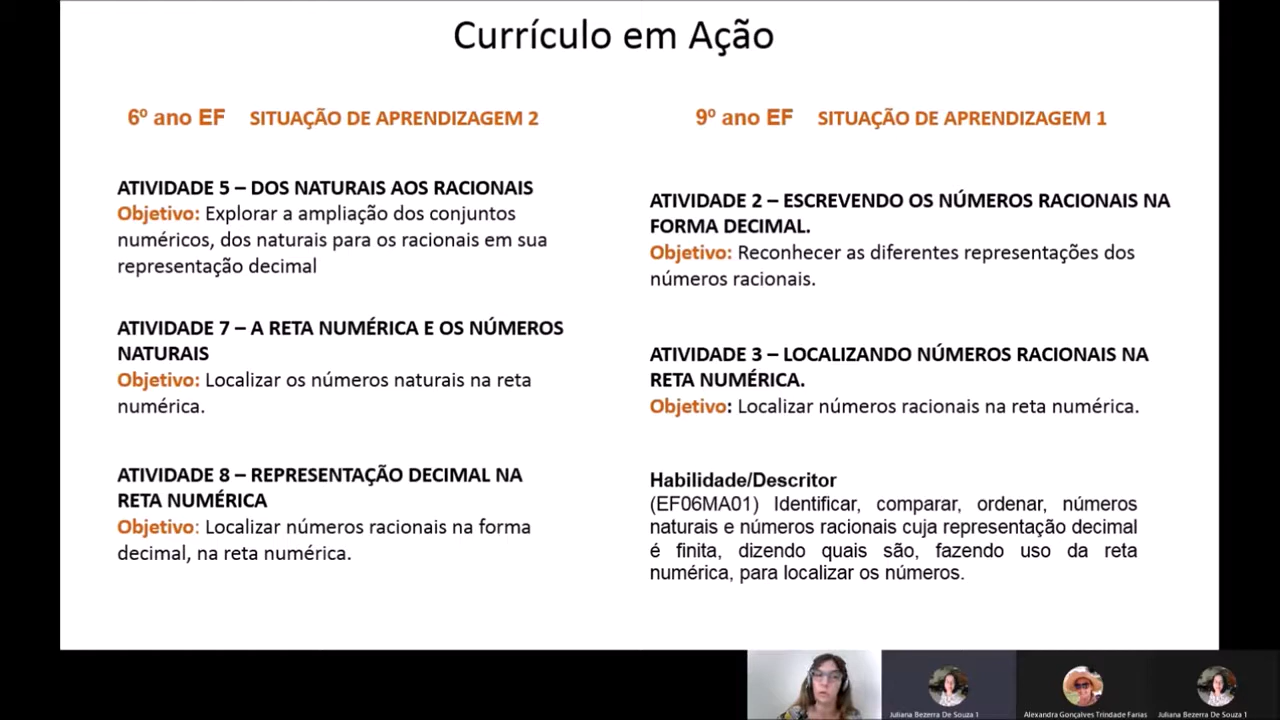 Currículo em Ação
6º ano EF SITUAÇÃO DE APRENDIZAGEM 2
ATIVIDADE 5 – DOS NATURAIS AOS RACIONAIS
Objetivo: Explorar a ampliação dos conjuntos
numéricos, dos naturais para os racionais em sua
representação decimal
ATIVIDADE 7 – A RETA NUMÉRICA E OS NÚMEROS
NATURAIS
Objetivo: Localizar os números naturais na reta
numérica.
ATIVIDADE 8 – REPRESENTAÇÃO DECIMAL NA
RETA NUMÉRICA
Objetivo: Localizar números racionais na forma
decimal, na reta numérica.
9º ano EF SITUAÇÃO DE APRENDIZAGEM 1
ATIVIDADE 2 – ESCREVENDO OS NÚMEROS RACIONAIS NA
FORMA DECIMAL.
Objetivo: Reconhecer as diferentes representações dos
números racionais.
ATIVIDADE 3 – LOCALIZANDO NÚMEROS RACIONAIS NA
RETA NUMÉRICA.
Objetivo: Localizar números racionais na reta numérica.
Habilidade/Descritor
(EF06MA01) Identificar, comparar, ordenar, números
naturais e números racionais cuja representação decimal
é finita, dizendo quais são, fazendo uso da reta
numérica, para localizar os números.
Juliana Bezerra De Souza 1
Alexandra Gonçalves Trindade Farias
Juliana Bezerra De Souza 1